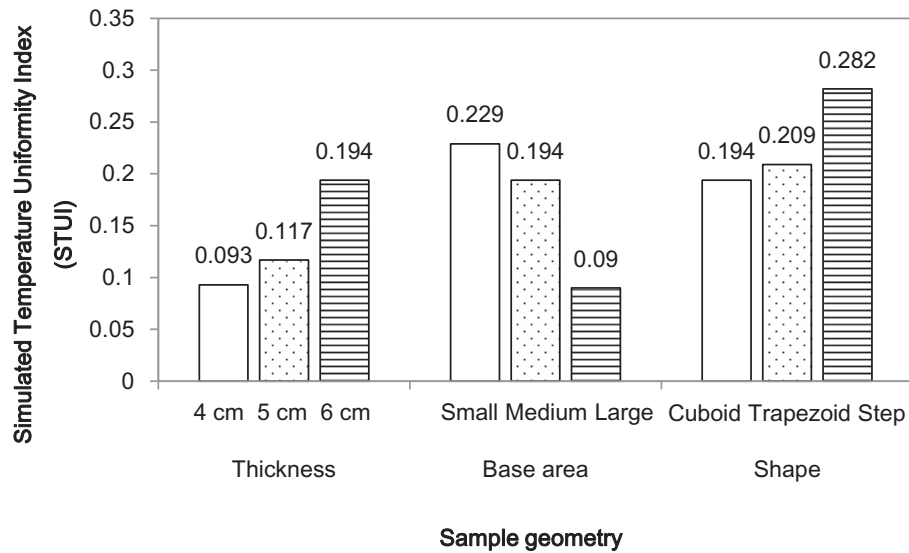 Simulated Temperature Uniformity Index
(STUI)
0.35
0.3
0.25
0.2
0.15
0.1
0.05
0
0.093
0.117
0.194
0.229
0.194
0.09
0.194
0.209
0.282
4 cm 5 cm 6 cm
Small Medium Large
Cuboid Trapezoid Step
Thickness
Base area
Shape
Sample geometry